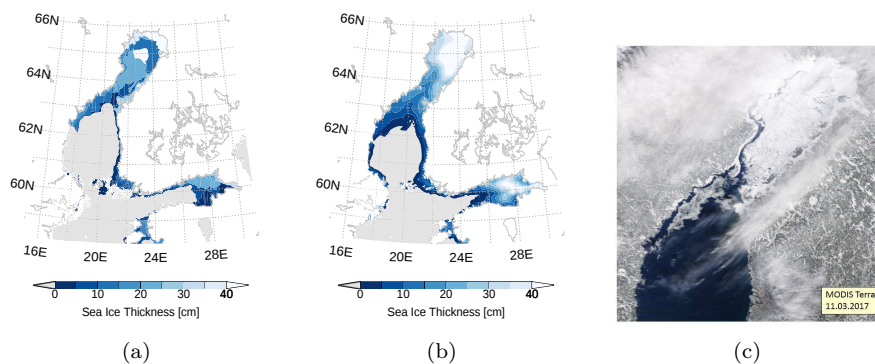 66N
64N
62N
60N
16E
20E
24E
28E
0 10 20 30 40
Sea Ice Thickness [cm]
(a)
66N
64N
62N
60N
16E
20E
24E
28E
0 10 20 30 40
Sea Ice Thickness [cm]
(b)
MODIS Terra
11.03.2017
(c)